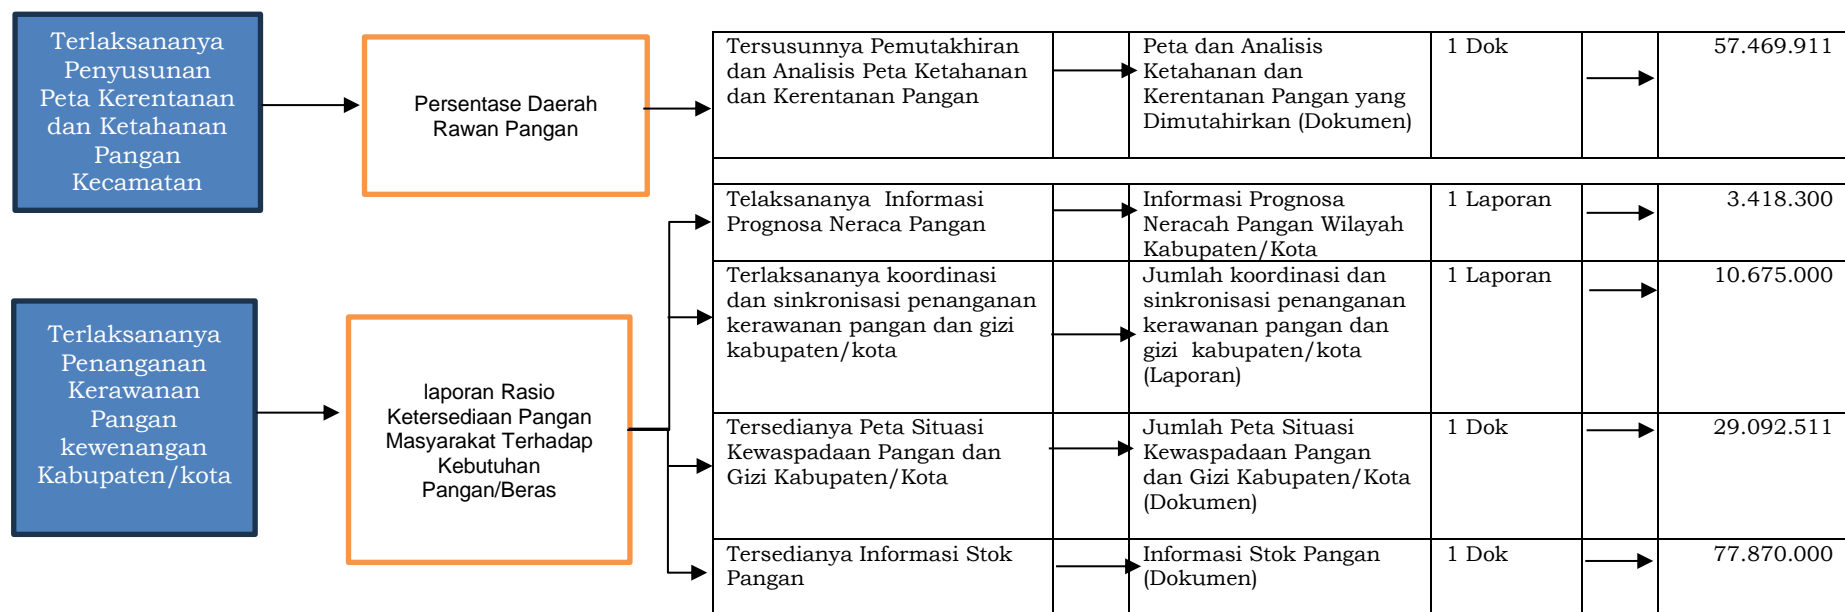 Terlaksananya
Penyusunan
Peta Kerentanan
dan Ketahanan
Pangan
Kecamatan
Persentase Daerah
Rawan Pangan
Tersusunnya Pemutakhiran
dan Analisis Peta Ketahanan
dan Kerentanan Pangan
Peta dan Analisis
Ketahanan dan
Kerentanan Pangan yang
Dimutahirkan (Dokumen)
1 Dok
57.469.911
Terlaksananya
Penanganan
Kerawanan
Pangan
kewenangan
Kabupaten/kota
laporan Rasio
Ketersediaan Pangan
Masyarakat Terhadap
Kebutuhan
Pangan/Beras
Telaksananya Informasi
Prognosa Neraca Pangan
Informasi Prognosa
Neracah Pangan Wilayah
Kabupaten/Kota
1 Laporan
3.418.300
Terlaksananya koordinasi
dan sinkronisasi penanganan
kerawanan pangan dan gizi
kabupaten/kota
Jumlah koordinasi dan
sinkronisasi penanganan
kerawanan pangan dan
gizi kabupaten/kota
(Laporan)
1 Laporan
10.675.000
Tersedianya Peta Situasi
Kewaspadaan Pangan dan
Gizi Kabupaten/Kota
Jumlah Peta Situasi
Kewaspadaan Pangan
dan Gizi Kabupaten/Kota
(Dokumen)
1 Dok
29.092.511
Tersedianya Informasi Stok
Pangan
Informasi Stok Pangan
(Dokumen)
1 Dok
77.870.000